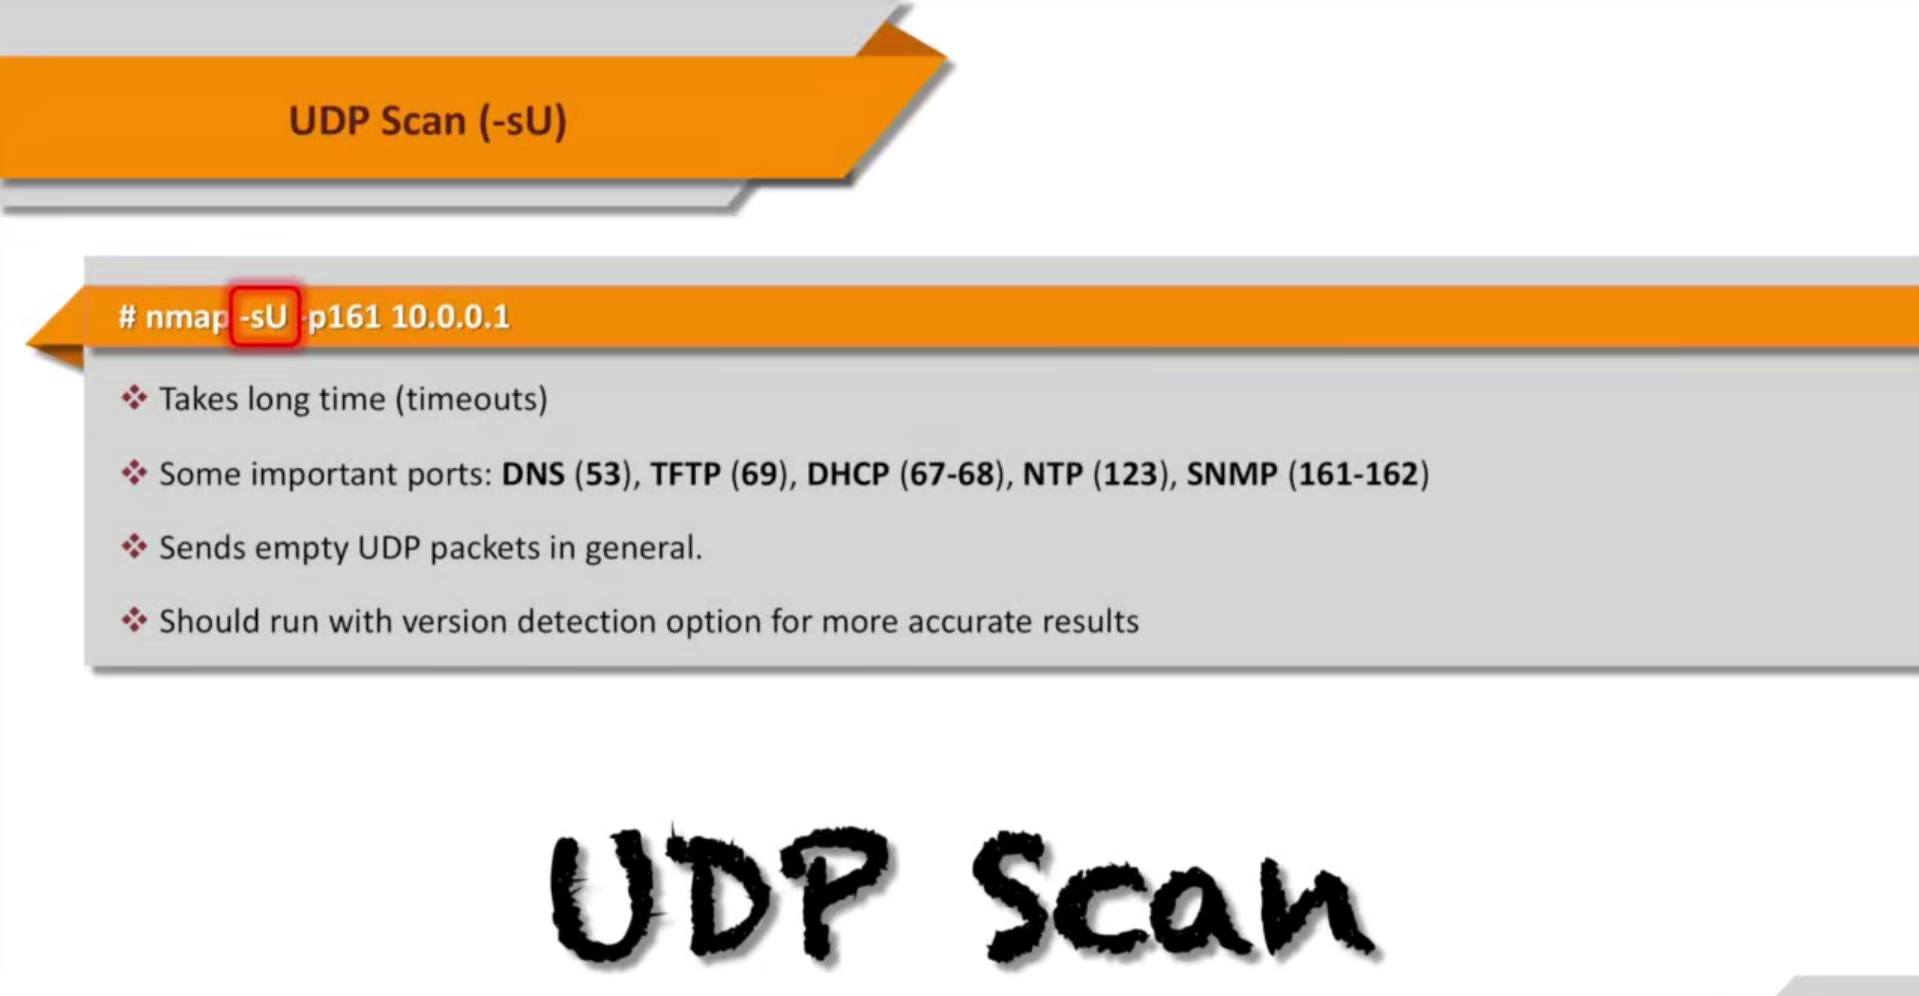 UDP Scan (-sU)
# nmap -sU -p161 10.0.0.1
❖ Takes long time (timeouts)
❖ Some important ports: DNS (53), TFTP (69), DHCP (67-68), NTP (123), SNMP (161-162)
❖ Sends empty UDP packets in general.
❖ Should run with version detection option for more accurate results
UDP Scan